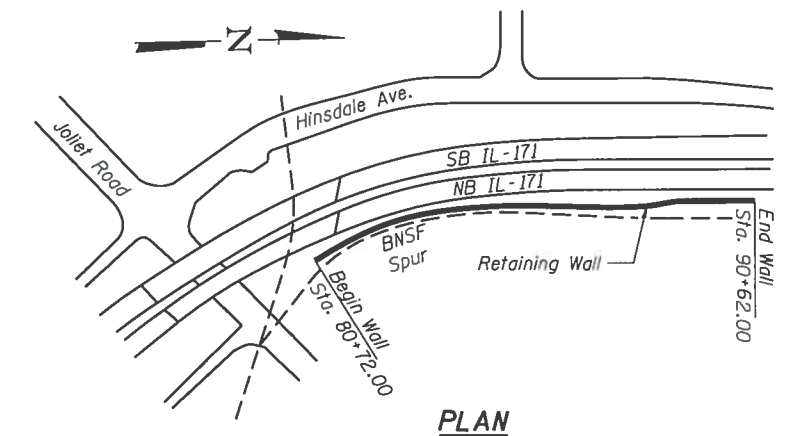 N
Hinsdale Ave.
Joliet Road
SB IL-171
NB IL-171
BNSF
Spur
Retaining Wall
End Wall
Sta. 90+62.00
Begin Wall
Sta. 80+72.00
PLAN